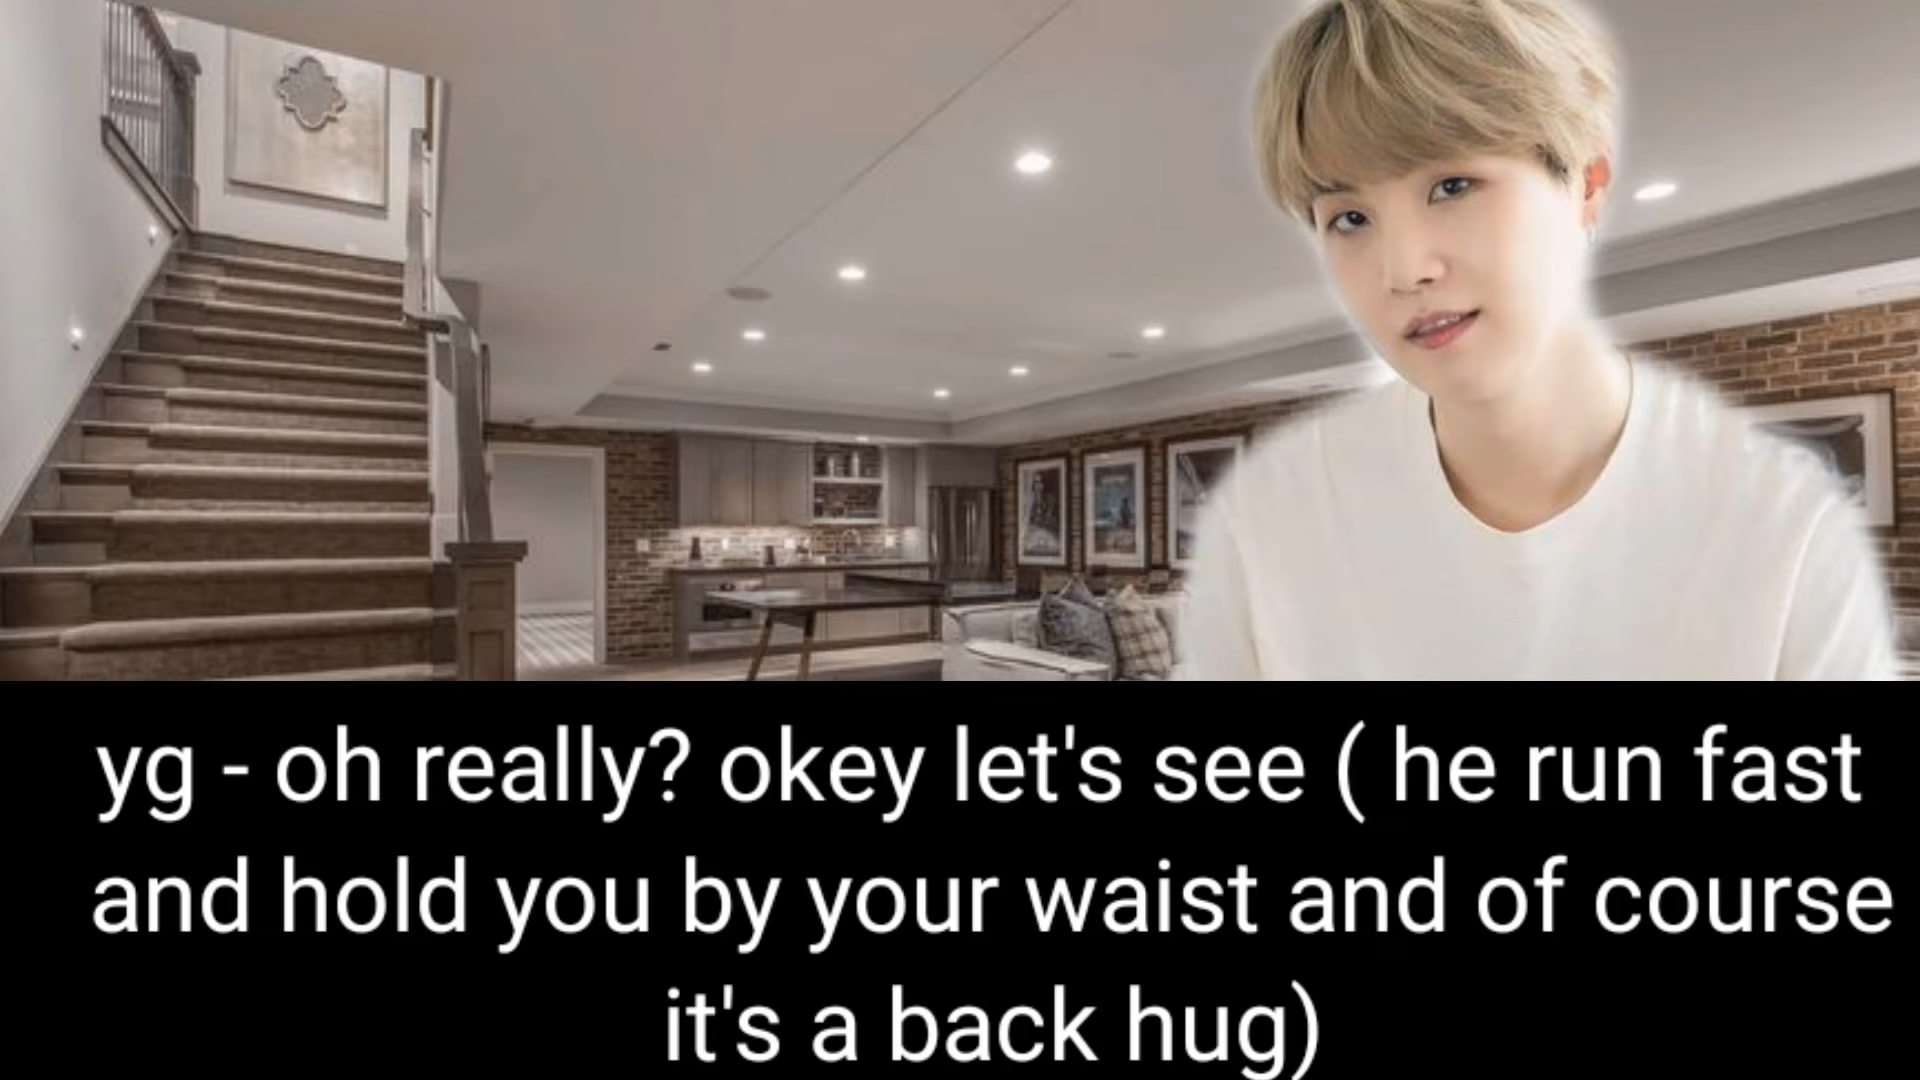 yg - oh really? okey let's see ( he run fast
and hold you by your waist and of course
it's a back hug)